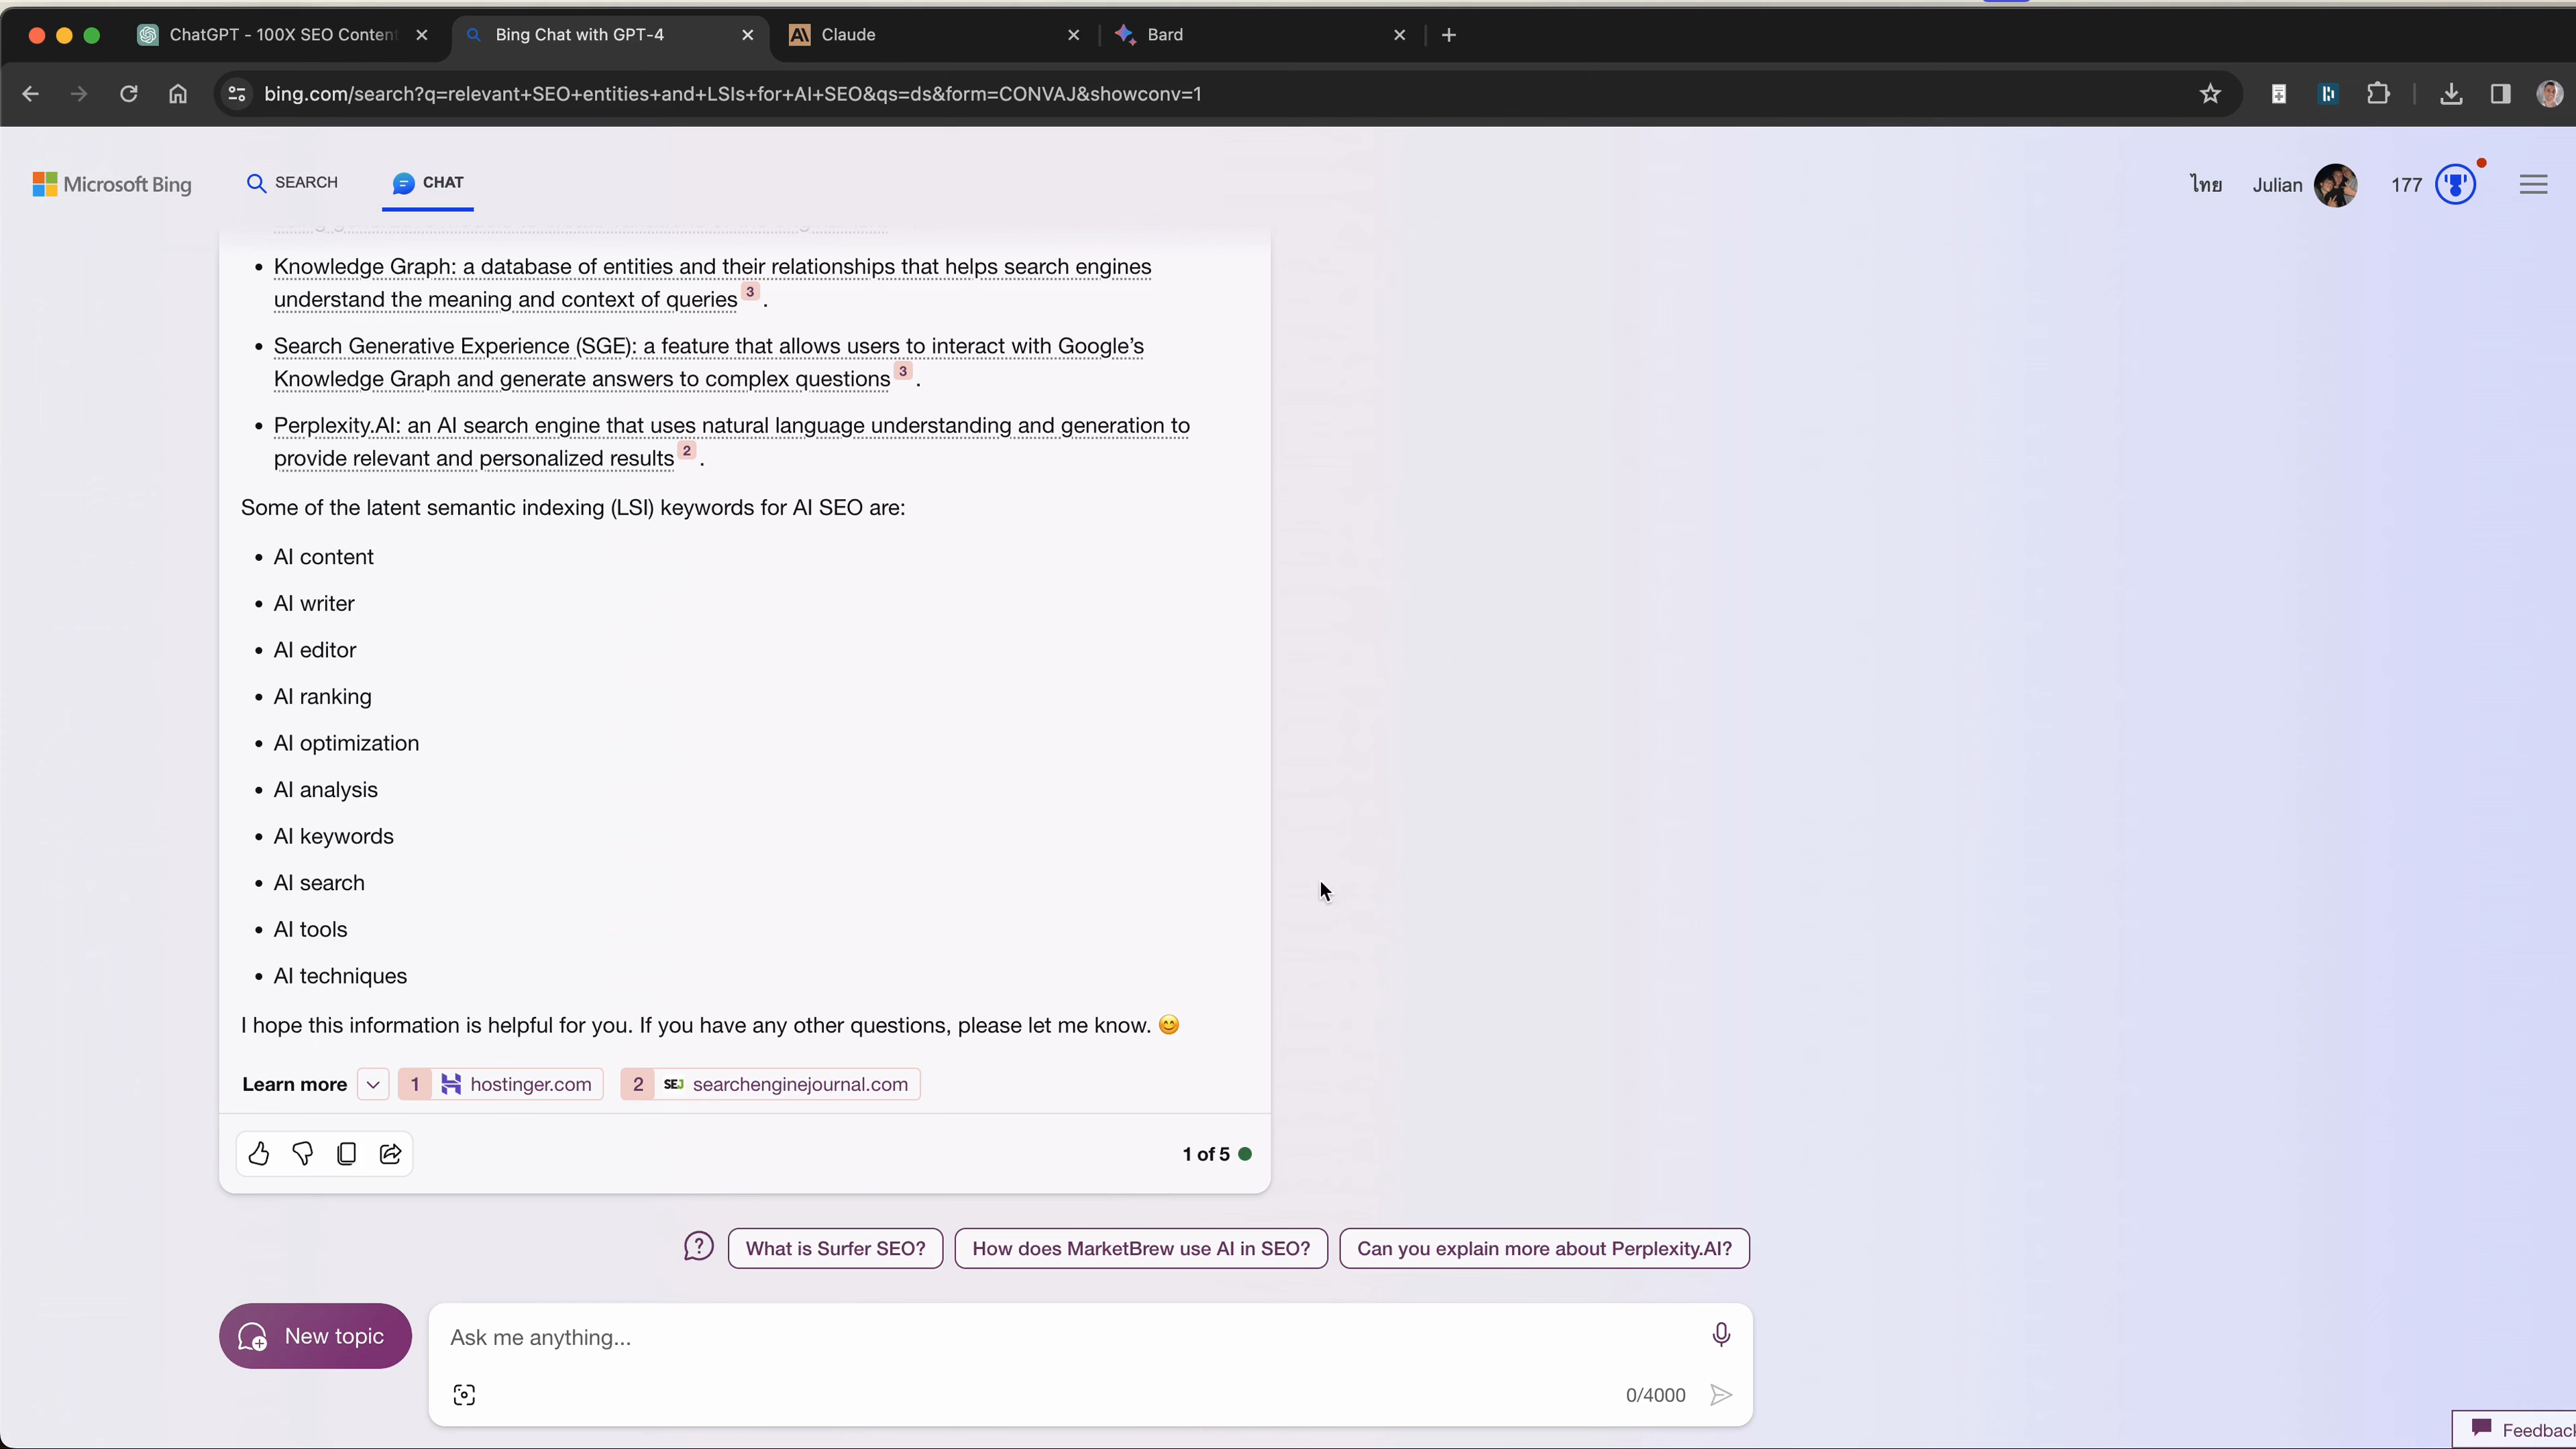 ChatGPT - 100X SEO Conten
Bing Chat with GPT-4
Claude
Bard
bing.com/search?q=relevant+SEO+entities+and+LSIs+for+AI+SEO&qs=ds&form=CONVAJ&showconv=1
Microsoft Bing
SEARCH
CHAT
ไทย
Julian
177
• Knowledge Graph: a database of entities and their relationships that helps search engines
understand the meaning and context of queries 3 .
• Search Generative Experience (SGE): a feature that allows users to interact with Google’s
Knowledge Graph and generate answers to complex questions 3 .
• Perplexity.AI: an AI search engine that uses natural language understanding and generation to
provide relevant and personalized results 2 .
Some of the latent semantic indexing (LSI) keywords for AI SEO are:
• AI content
• AI writer
• AI editor
• AI ranking
• AI optimization
• AI analysis
• AI keywords
• AI search
• AI tools
• AI techniques
I hope this information is helpful for you. If you have any other questions, please let me know. 😊
Learn more
1 hostinger.com
2 SEJ searchenginejournal.com
1 of 5
What is Surfer SEO?
How does MarketBrew use AI in SEO?
Can you explain more about Perplexity.AI?
New topic
Ask me anything...
0/4000
Feedbac